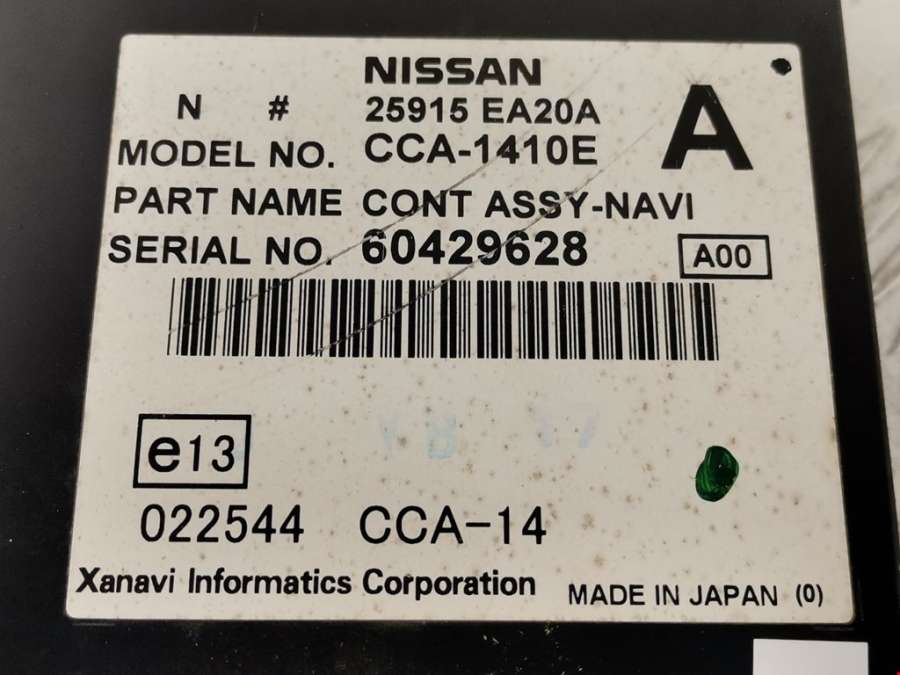 NISSAN
N # 25915 EA20A
A
MODEL NO. CCA-1410E
PART NAME CONT ASSY-NAVI
SERIAL NO. 60429628
A00
e13
022544 CCA-14
Xanavi Informatics Corporation
MADE IN JAPAN (0)